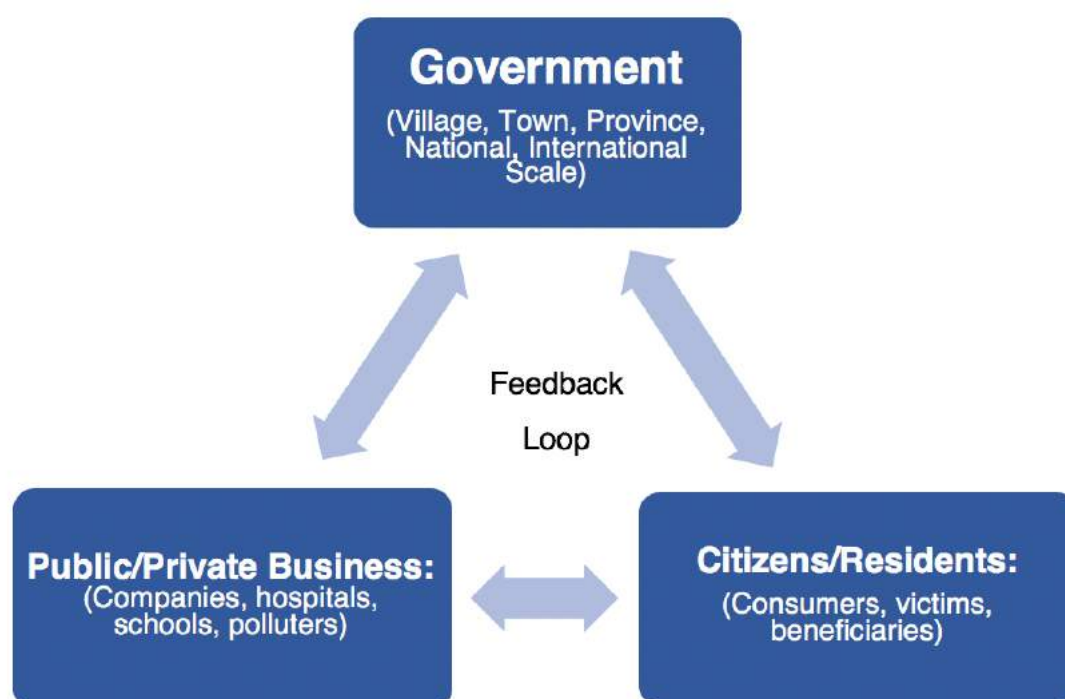 Government
(Village, Town, Province,
National, International
Scale)
Feedback
Loop
Public/Private Business:
(Companies, hospitals,
schools, polluters)
Citizens/Residents:
(Consumers, victims,
beneficiaries)